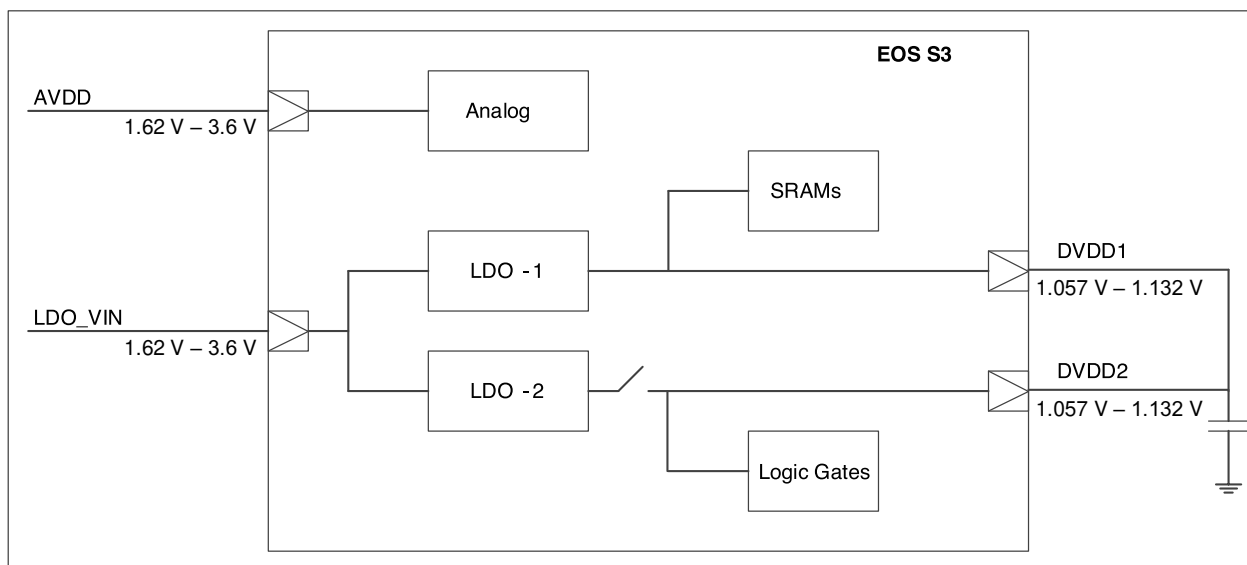 EOS S3
AVDD
1.62 V – 3.6 V
Analog
SRAMs
LDO - 1
DVDD1
1.057 V – 1.132 V
LDO_VIN
1.62 V – 3.6 V
LDO - 2
DVDD2
1.057 V – 1.132 V
Logic Gates